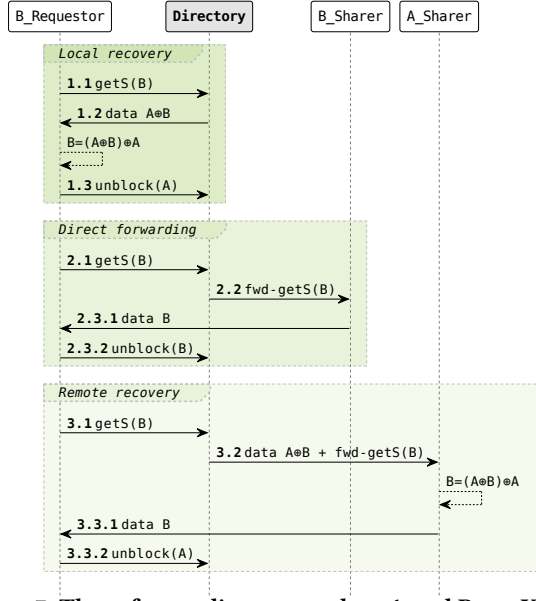 B_Requestor Directory B_Sharer A_Sharer
Local recovery
1.1 getS(B)
1.2 data A⊕B
B=(A⊕B)⊕A
1.3 unblock(A)
Direct forwarding
2.1 getS(B)
2.2 fwd-getS(B)
2.3.1 data B
2.3.2 unblock(B)
Remote recovery
3.1 getS(B)
3.2 data A⊕B + fwd-getS(B)
B=(A⊕B)⊕A
3.3.1 data B
3.3.2 unblock(A)